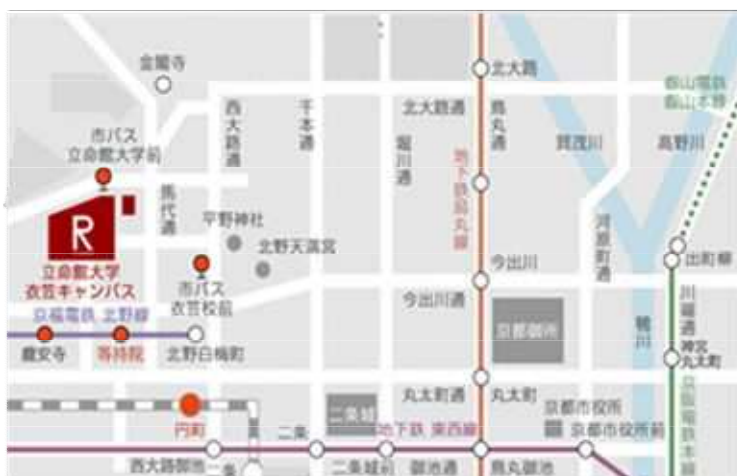 金閣寺
北大路
叡山電鉄
叡山本線
市バス
立命館大学前
西大路通
千本通
北大路通
堀川通
烏丸通
地下鉄烏丸線
賀茂川
高野川
馬代通
平野神社
北野天満宮
河原町通
R
立命館大学
衣笠キャンパス
市バス
衣笠校前
今出川
出町柳
今出川通
京福電鉄 北野線
京都御所
鴨川
川端通
龍安寺
等持院
北野白梅町
神宮
丸太町
丸太町通
丸太町
円町
二条城
京都市役所
京都市役所前
二条
地下鉄 東西線
京阪電鉄本
西大路御池
二条
二条城前
御池通
烏丸御池